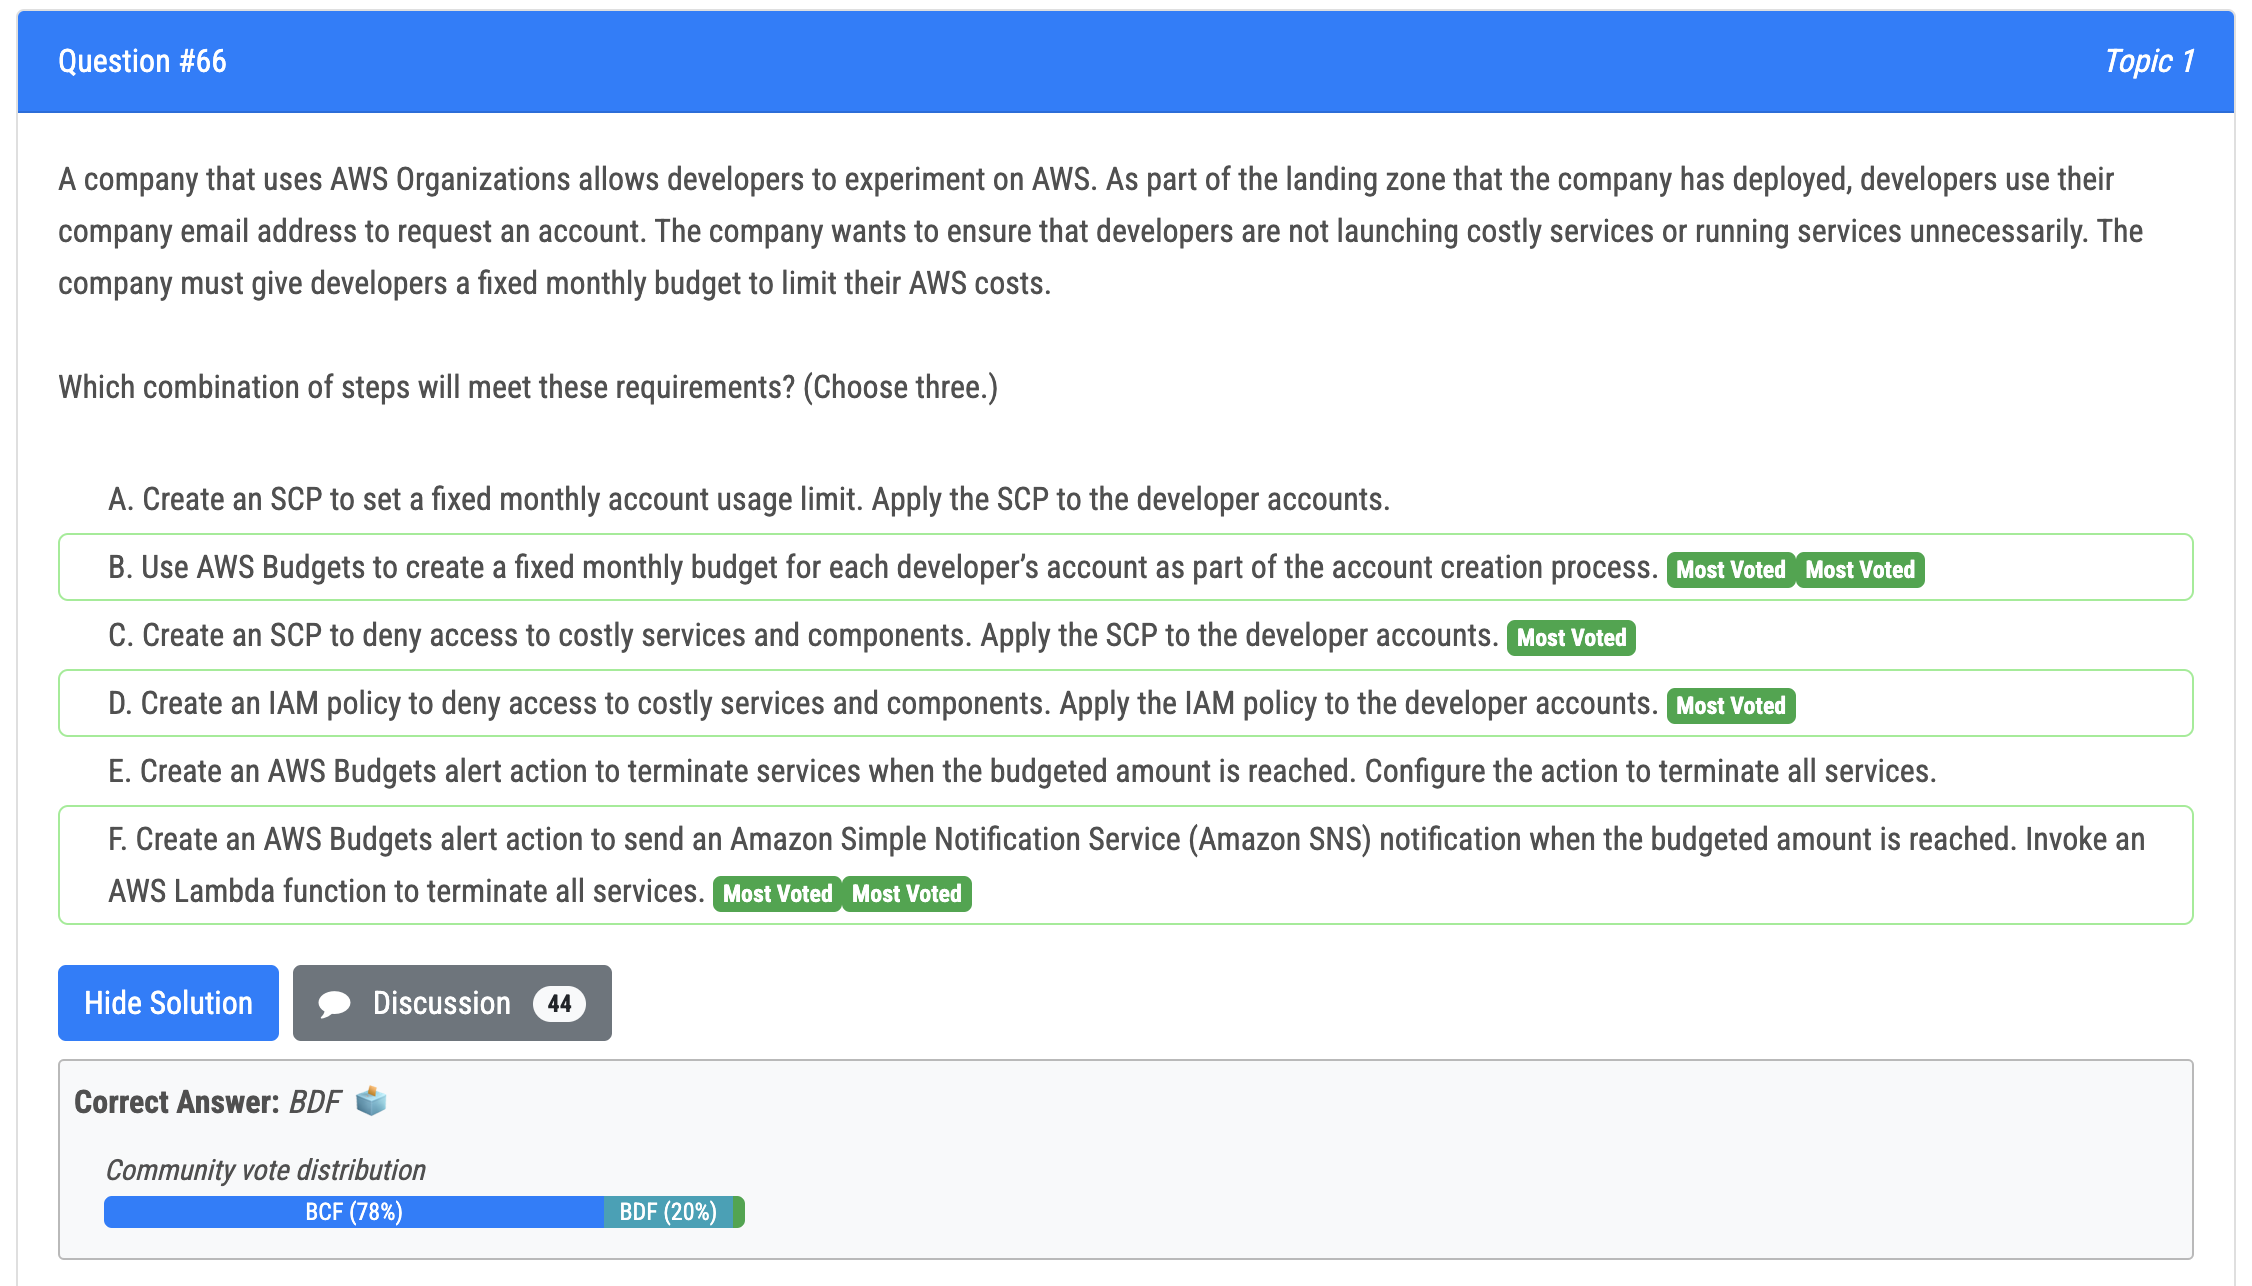 Question #66
Topic 1
A company that uses AWS Organizations allows developers to experiment on AWS. As part of the landing zone that the company has deployed, developers use their
company email address to request an account. The company wants to ensure that developers are not launching costly services or running services unnecessarily. The
company must give developers a fixed monthly budget to limit their AWS costs.
Which combination of steps will meet these requirements? (Choose three.)
A. Create an SCP to set a fixed monthly account usage limit. Apply the SCP to the developer accounts.
B. Use AWS Budgets to create a fixed monthly budget for each developer’s account as part of the account creation process. Most Voted Most Voted
C. Create an SCP to deny access to costly services and components. Apply the SCP to the developer accounts. Most Voted
D. Create an IAM policy to deny access to costly services and components. Apply the IAM policy to the developer accounts. Most Voted
E. Create an AWS Budgets alert action to terminate services when the budgeted amount is reached. Configure the action to terminate all services.
F. Create an AWS Budgets alert action to send an Amazon Simple Notification Service (Amazon SNS) notification when the budgeted amount is reached. Invoke an
AWS Lambda function to terminate all services. Most Voted Most Voted
Hide Solution
Discussion 44
Correct Answer: BDF
Community vote distribution
BCF (78%) BDF (20%)